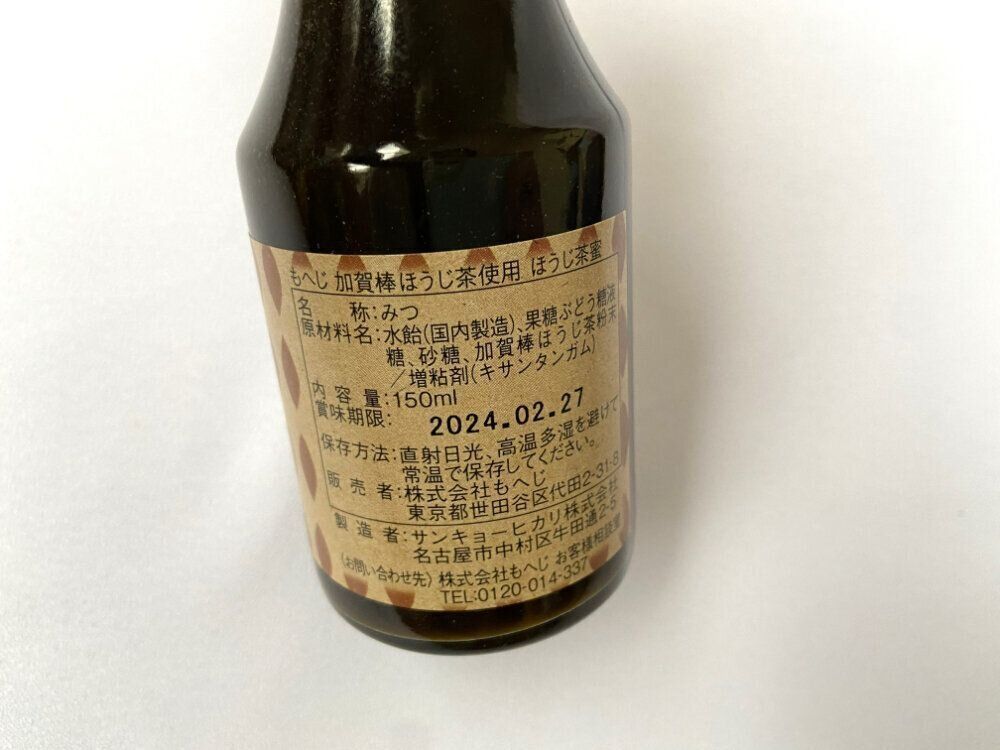 もへじ 加賀棒ほうじ茶使用 ほうじ茶蜜
名称:みつ
原材料名:水飴(国内製造)、果糖ぶどう糖液
糖、砂糖、加賀棒ほうじ茶粉末
/増粘剤(キサンタンガム)
内容量:150ml
賞味期限: 2024.02.27
保存方法:直射日光、高温多湿を避けて
常温で保存してください。
販売者:株式会社もへじ
東京都世田谷区代田2-31-8
製造者:サンキョーヒカリ株式会社
名古屋市中村区牛田通2-5
(お問い合わせ先) 株式会社もへじ お客様相談室
TEL:0120-014-337